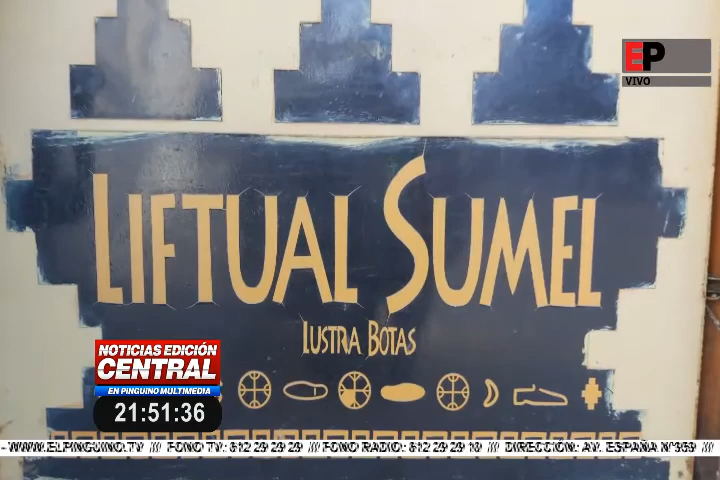 EP
VIVO
LIFTUAL SUMEL
LUSTRA BOTAS
NOTICIAS EDICIÓN
CENTRAL
EN PINGUINO MULTIMEDIA
21:51:36
- WWW.ELPINGUINO.TV /// FONO TV: 612 29 29 29 /// FONO RADIO: 612 29 29 13 /// DIRECCIÓN: AV. ESPAÑA N°959 ///